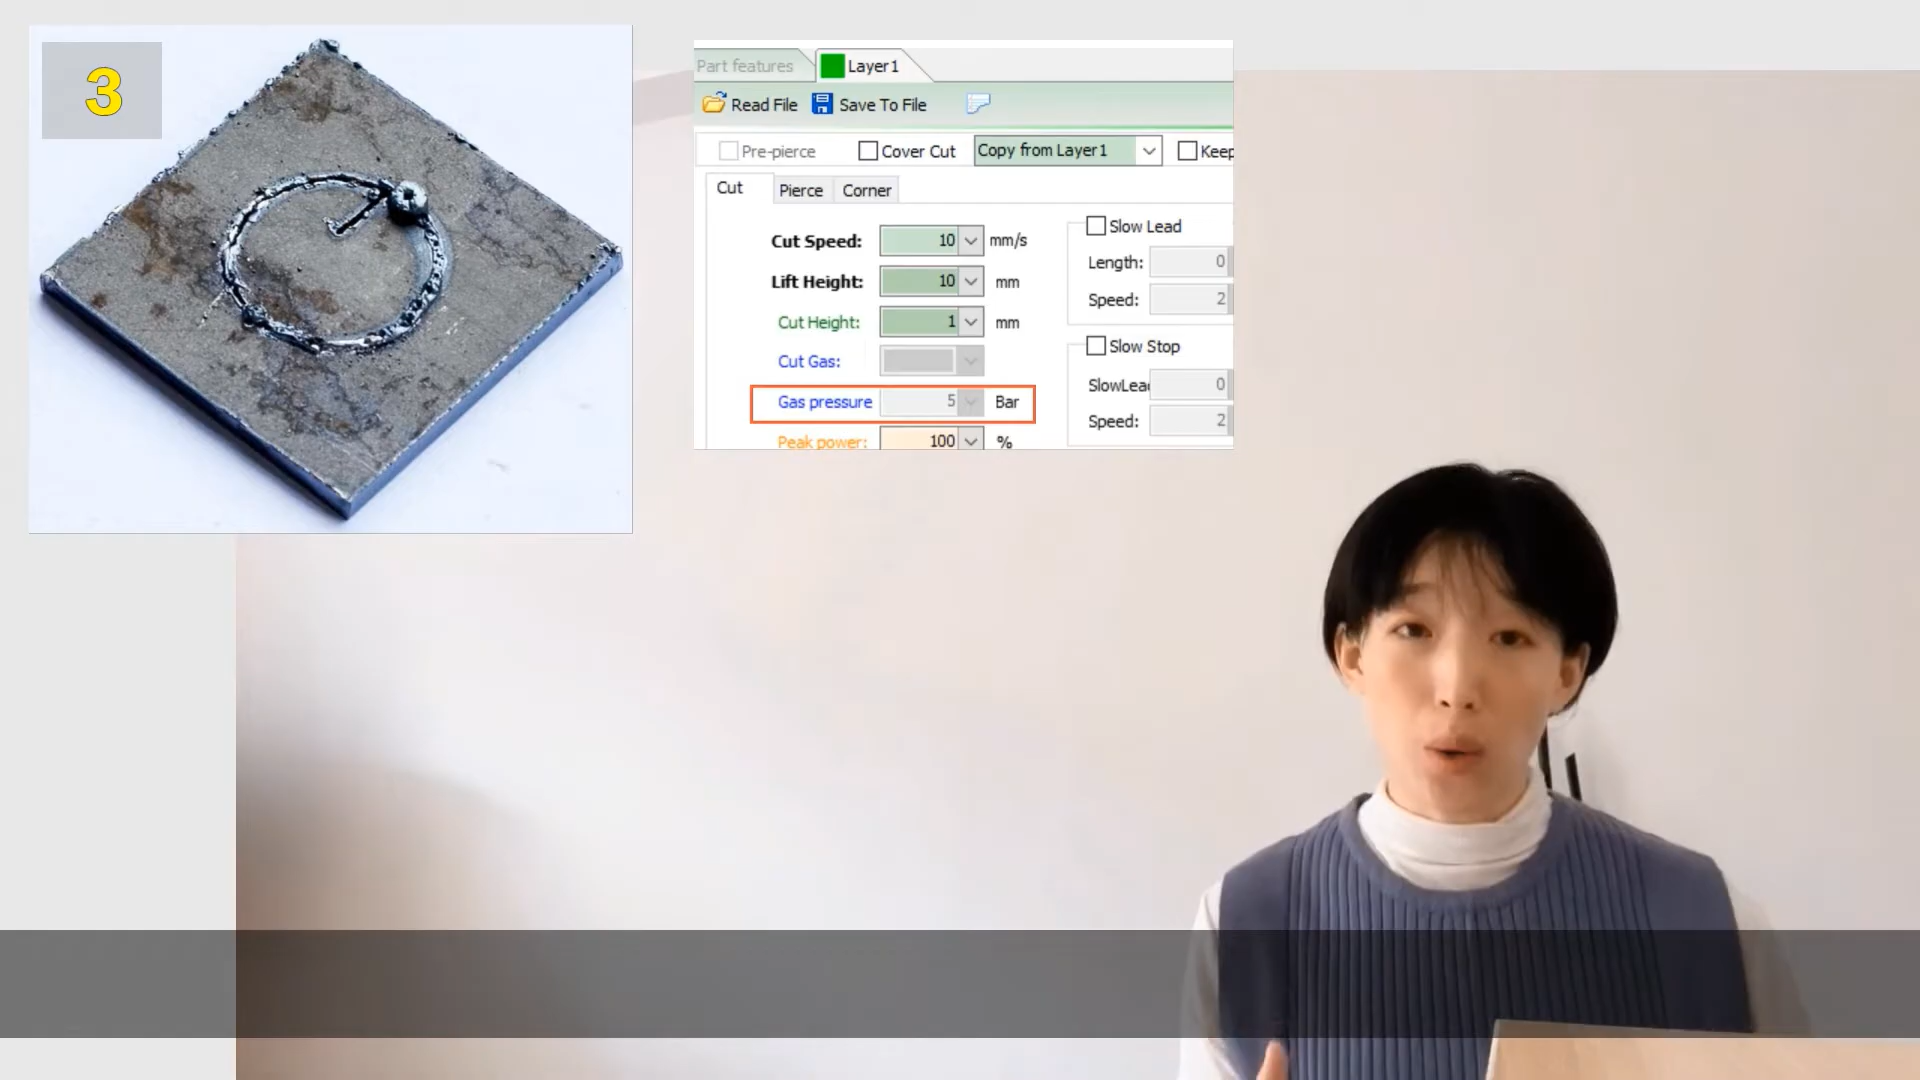 3
Part features
Layer1
Read File
Save To File
Pre-pierce
Cover Cut
Copy from Layer1
Keep
Cut
Pierce
Corner
Cut Speed: 10 mm/s
Lift Height: 10 mm
Cut Height: 1 mm
Cut Gas:
Gas pressure 5 Bar
Peak power: 100 %
Slow Lead
Length: 0
Speed: 2
Slow Stop
SlowLea
0
Speed: 2